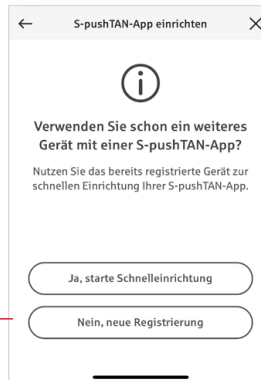 S-pushTAN-App einrichten
Verwenden Sie schon ein weiteres
Gerät mit einer S-pushTAN-App?
Nutzen Sie das bereits registrierte Gerät zur
schnellen Einrichtung Ihrer S-pushTAN-App.
Ja, starte Schnelleinrichtung
Nein, neue Registrierung